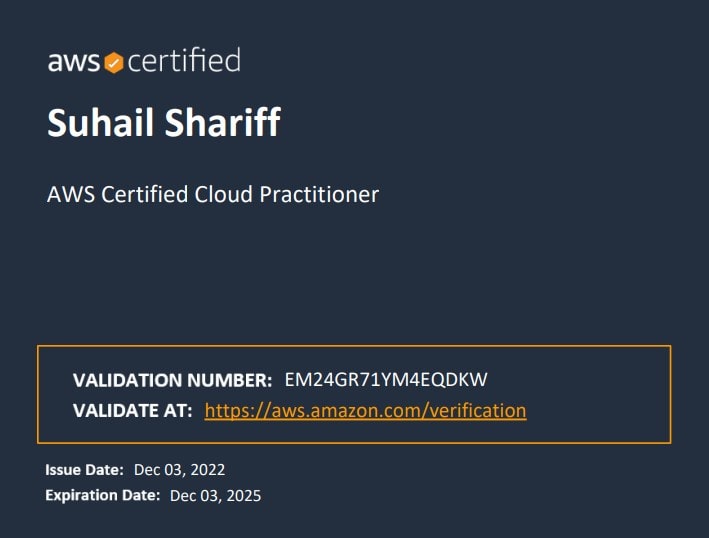 aws certified
Suhail Shariff
AWS Certified Cloud Practitioner
VALIDATION NUMBER: EM24GR71YM4EQDKW
VALIDATE AT: https://aws.amazon.com/verification
Issue Date: Dec 03, 2022
Expiration Date: Dec 03, 2025